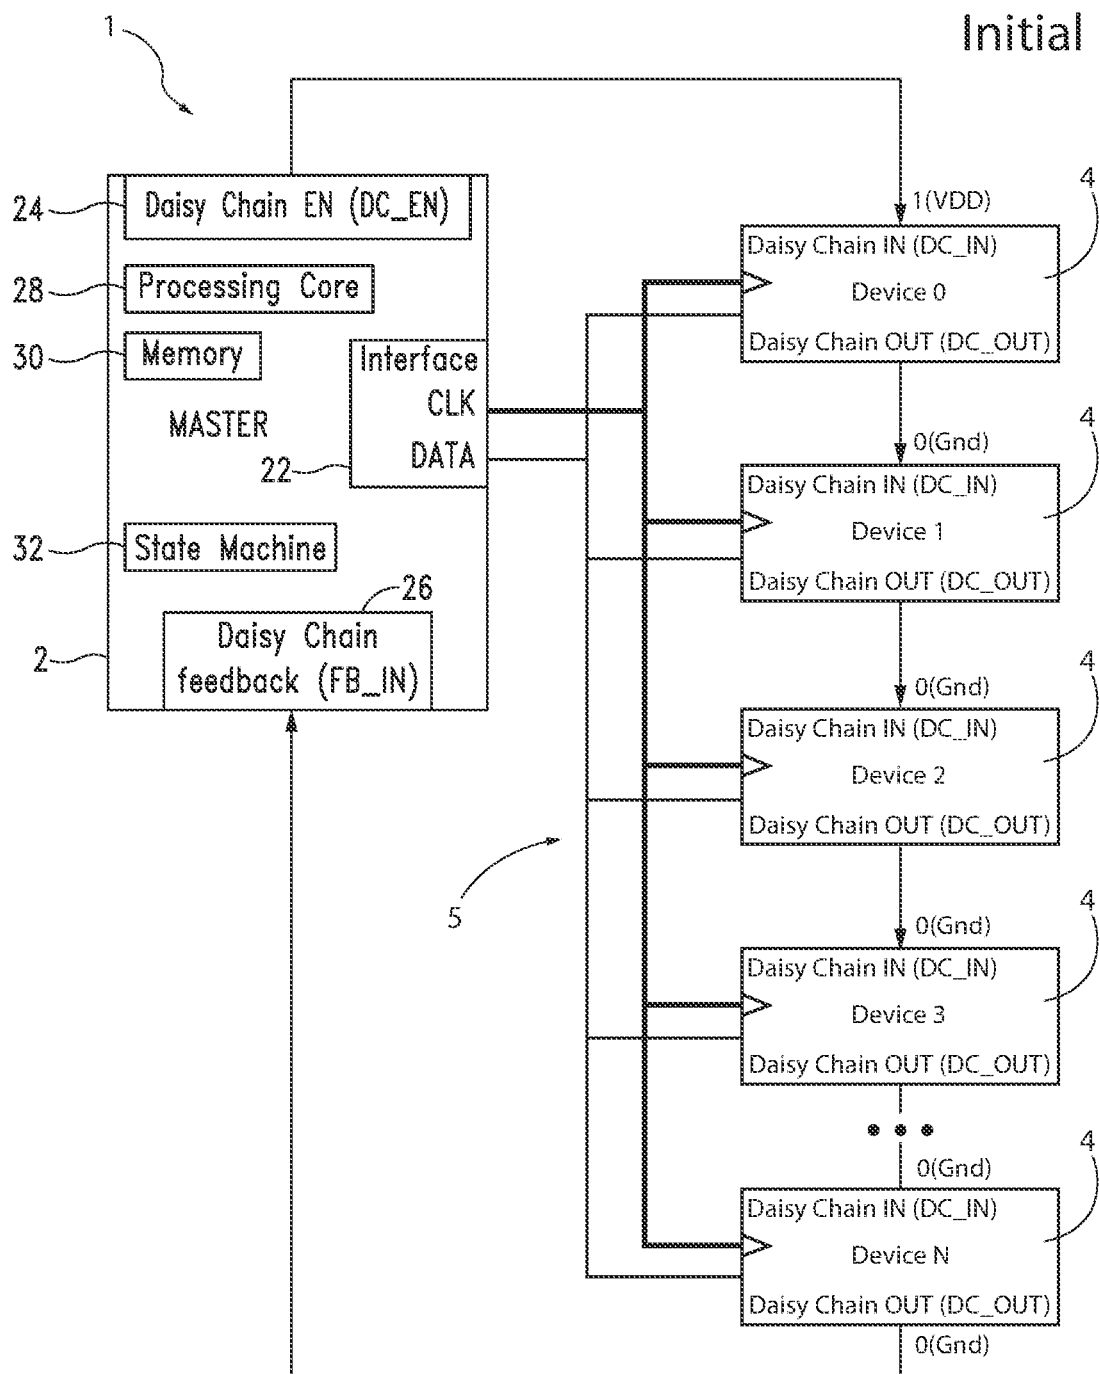 1
Initial
24
Daisy Chain EN (DC_EN)
28
Processing Core
30
Memory
Interface
CLK
DATA
MASTER
22
32
State Machine
26
2
Daisy Chain
feedback (FB_IN)
5
1(VDD)
4
Daisy Chain IN (DC_IN)
Device 0
Daisy Chain OUT (DC_OUT)
0(Gnd)
4
Daisy Chain IN (DC_IN)
Device 1
Daisy Chain OUT (DC_OUT)
0(Gnd)
4
Daisy Chain IN (DC_IN)
Device 2
Daisy Chain OUT (DC_OUT)
0(Gnd)
4
Daisy Chain IN (DC_IN)
Device 3
Daisy Chain OUT (DC_OUT)
0(Gnd)
4
Daisy Chain IN (DC_IN)
Device N
Daisy Chain OUT (DC_OUT)
0(Gnd)